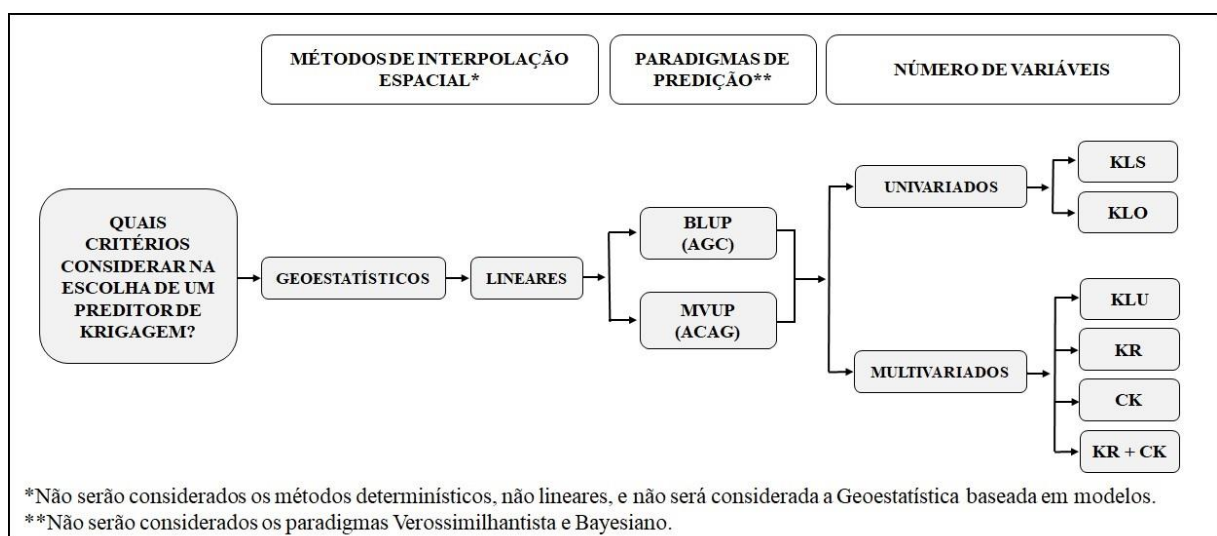 MÉTODOS DE INTERPOLAÇÃO
ESPACIAL*
PARADIGMAS DE
PREDIÇÃO**
NÚMERO DE VARIÁVEIS
QUAIS
CRITÉRIOS
CONSIDERAR NA
ESCOLHA DE UM
PREDITOR DE
KRIGAGEM?
GEOESTATÍSTICOS
LINEARES
BLUP
(AGC)
MVUP
(ACAG)
UNIVARIADOS
KLS
KLO
MULTIVARIADOS
KLU
KR
CK
KR + CK
*Não serão considerados os métodos determinísticos, não lineares, e não será considerada a Geoestatística baseada em modelos.
**Não serão considerados os paradigmas Verossimilhantista e Bayesiano.